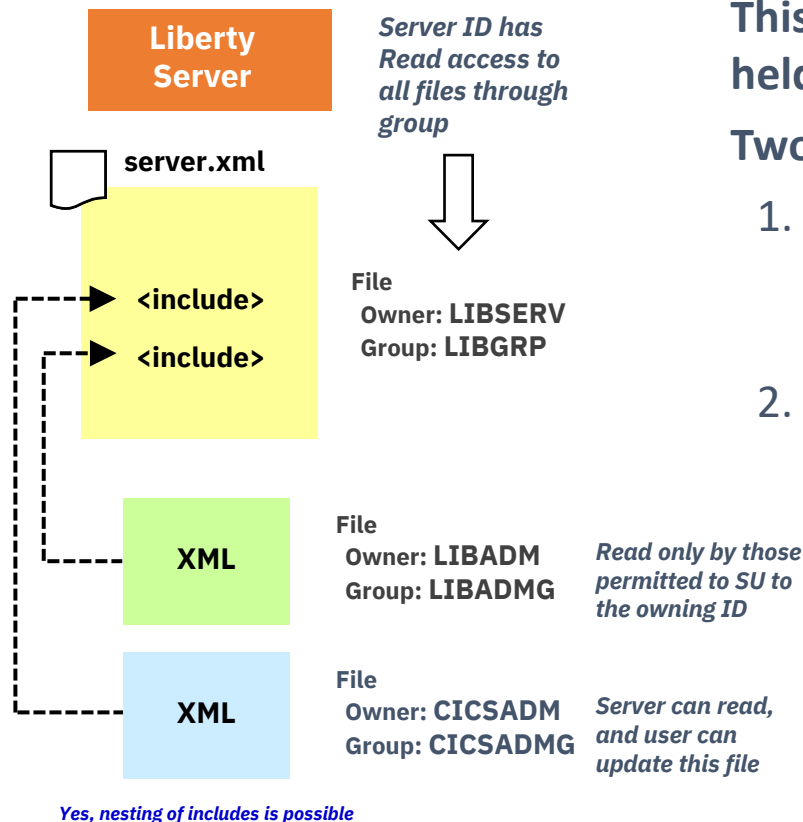 Liberty
Server
Server ID has
Read access to
all files through
group
server.xml
<include>
<include>
File
Owner: LIBSERV
Group: LIBGRP
XML
File
Owner: LIBADM
Group: LIBADMG
Read only by those
permitted to SU to
the owning ID
XML
File
Owner: CICSADM
Group: CICSADMG
Server can read,
and user can
update this file
Yes, nesting of includes is possible
This
held
Two
1.
2.